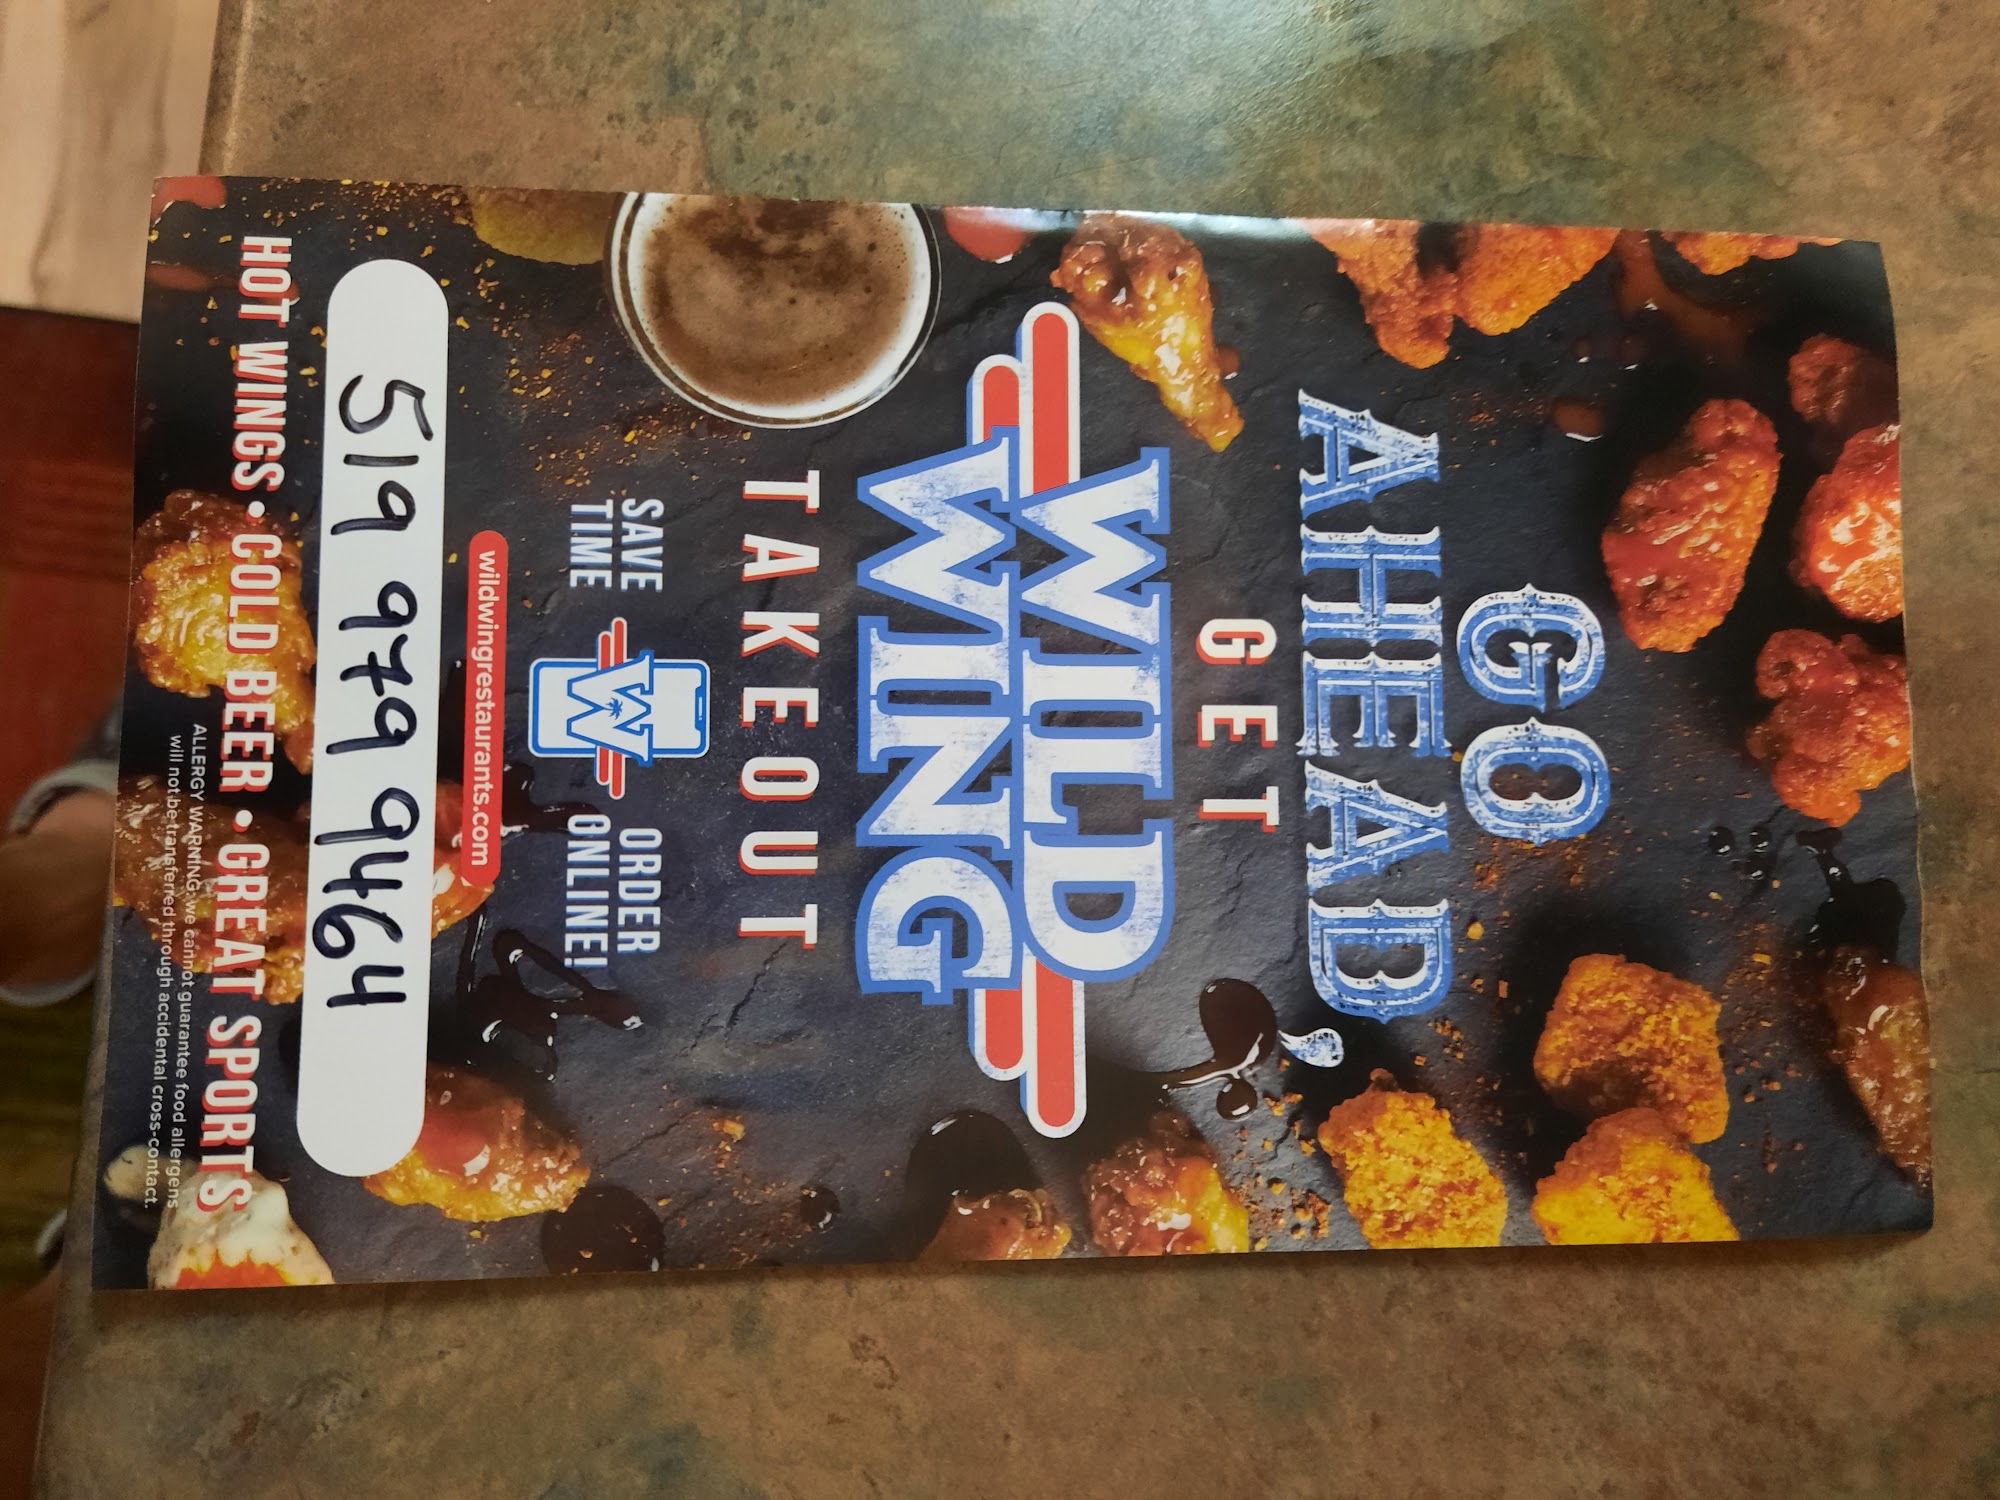 GO
AHEAD,
GET
WILD
WING
TAKEOUT
SAVE
TIME
W
ORDER
ONLINE!
wildwingrestaurants.com
519 979 9464
HOT WINGS • COLD BEER • GREAT SPORTS
ALLERGY WARNING: we cannot guarantee food allergens
will not be transferred through accidental cross-contact.